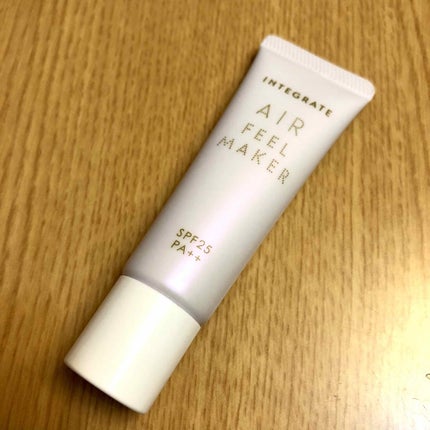 INTEGRATE
AIR
FEEL
MAKER
SPF25
PA++